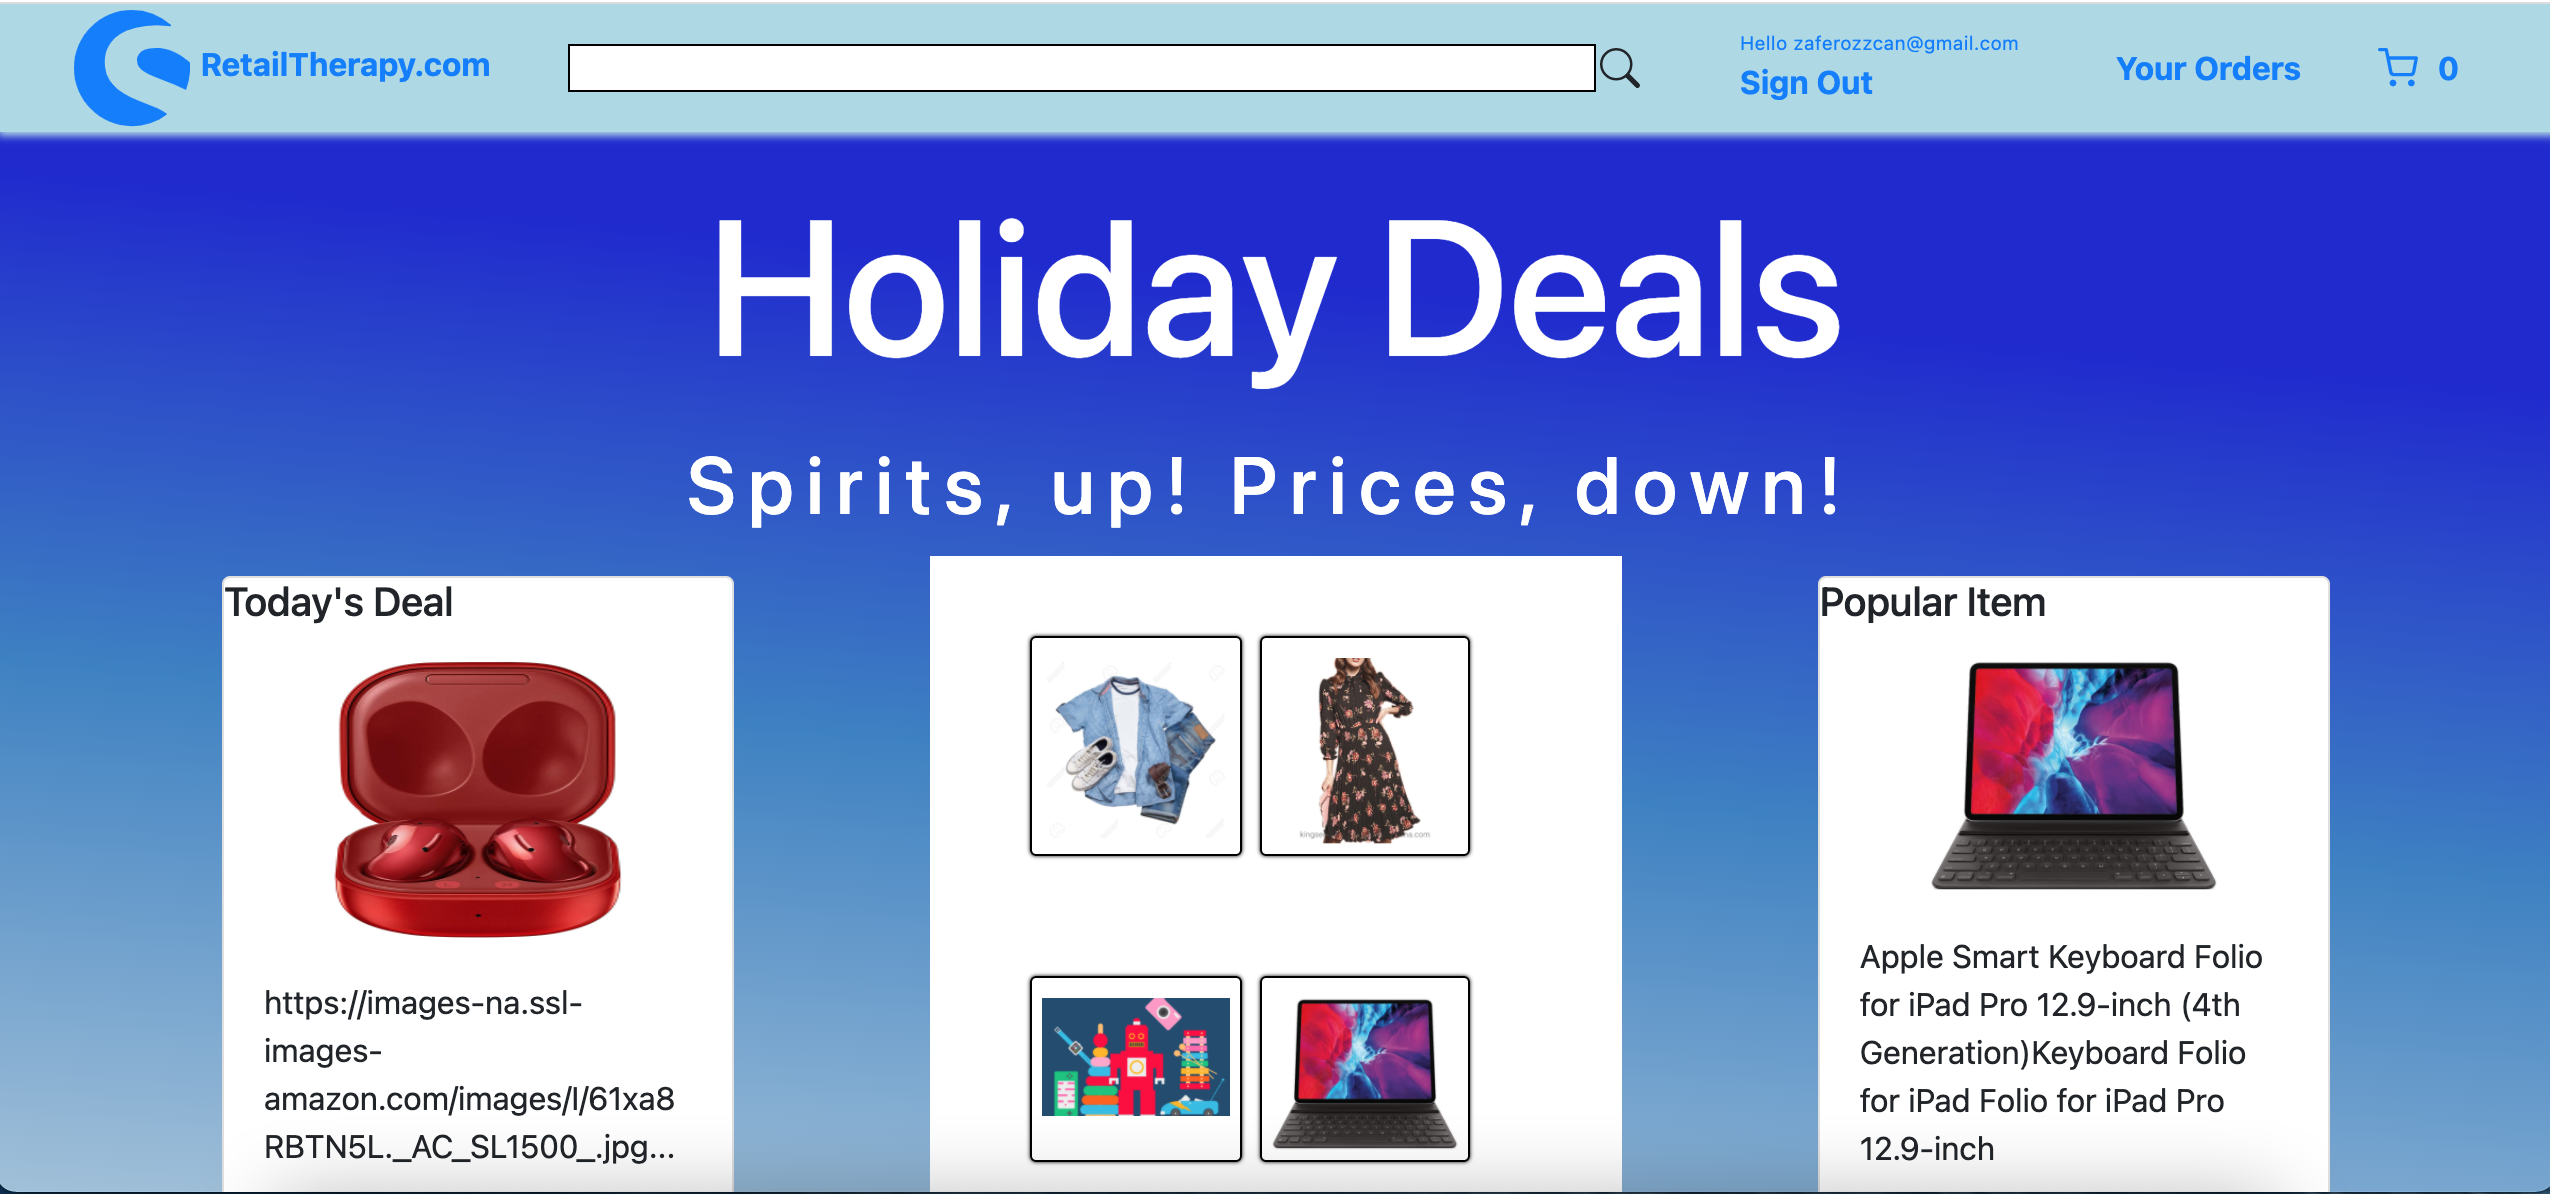 RetailTherapy.com
Hello zaferozzcan@gmail.com
Sign Out
Your Orders
0
Holiday Deals
Spirits, up! Prices, down!
Today's Deal
https://images-na.ssl-
images-
amazon.com/images/I/61xa8
RBTN5L._AC_SL1500_.jpg...
Popular Item
Apple Smart Keyboard Folio
for iPad Pro 12.9-inch (4th
Generation)Keyboard Folio
for iPad Folio for iPad Pro
12.9-inch